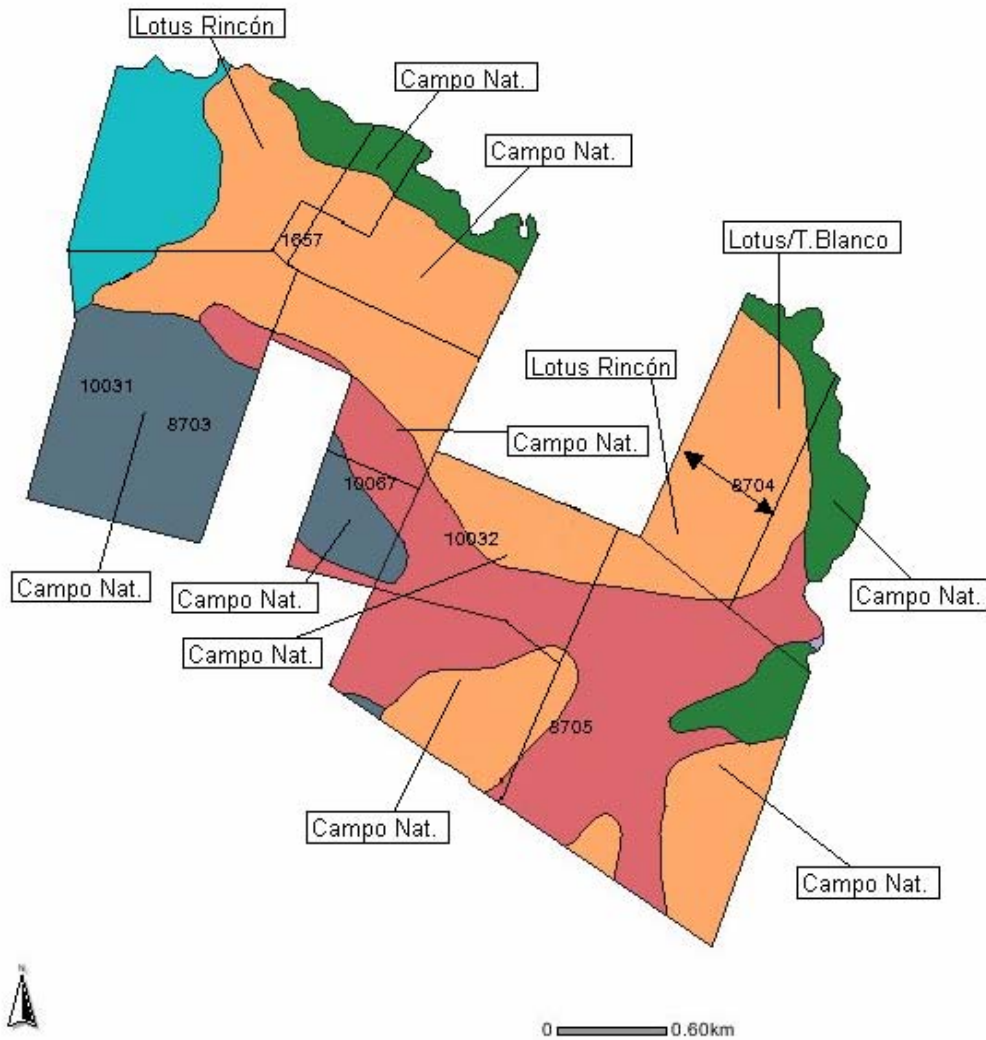 Lotus Rincón
Campo Nat.
Campo Nat.
1657
Lotus/T.Blanco
Lotus Rincón
10031
8703
Campo Nat.
10067
8704
10032
Campo Nat.
Campo Nat.
Campo Nat.
Campo Nat.
8705
Campo Nat.
Campo Nat.
N
0 0.60km